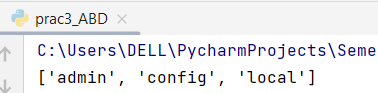 prac3_ABD
C:\Users\DELL\PycharmProjects\Seme
['admin', 'config', 'local']